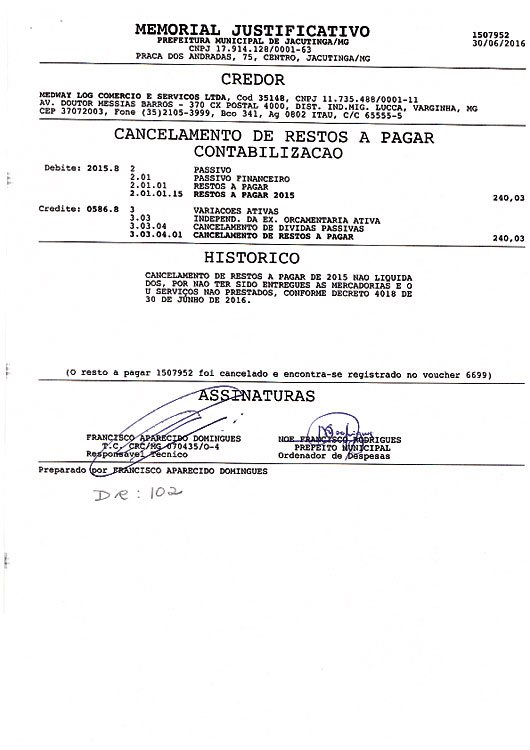 MEMORIAL JUSTIFICATIVO
PREFEITURA MUNICIPAL DE JACUTINGA/MG
CNPJ 17.914.128/0001-63
PRACA DOS ANDRADAS, 75, CENTRO, JACUTINGA/MG
1507952
30/06/2016
CREDOR
MEDWAY LOG COMERCIO E SERVICOS LTDA, Cod 35148, CNPJ 11.735.488/0001-11
AV. DOUTOR MESSIAS BARROS - 370 CX POSTAL 4000, DIST. IND.MIG. LUCCA, VARGINHA, MG
CEP 37072003, Fone (35)2105-3999, Bco 341, Ag 0802 ITAU, C/C 65555-5
CANCELAMENTO DE RESTOS A PAGAR
CONTABILIZACAO
Debite: 2015.8 2 PASSIVO
2.01 PASSIVO FINANCEIRO
2.01.01 RESTOS A PAGAR
2.01.01.15 RESTOS A PAGAR 2015 240,03
Credite: 0586.8 3 VARIACOES ATIVAS
3.03 INDEPEND. DA EX. ORCAMENTARIA ATIVA
3.03.04 CANCELAMENTO DE DIVIDAS PASSIVAS
3.03.04.01 CANCELAMENTO DE RESTOS A PAGAR 240,03
HISTORICO
CANCELAMENTO DE RESTOS A PAGAR DE 2015 NAO LIQUIDA
DOS, POR NAO TER SIDO ENTREGUES AS MERCADORIAS E O
U SERVIÇOS NAO PRESTADOS, CONFORME DECRETO 4018 DE
30 DE JUNHO DE 2016.
(O resto a pagar 1507952 foi cancelado e encontra-se registrado no voucher 6699)
ASSINATURAS
FRANCISCO APARECIDO DOMINGUES
T.C. CRC/MG 070435/O-4
Responsável Técnico
NOE FRANCISCO RODRIGUES
PREFEITO MUNICIPAL
Ordenador de Despesas
Preparado por FRANCISCO APARECIDO DOMINGUES
DR: 102